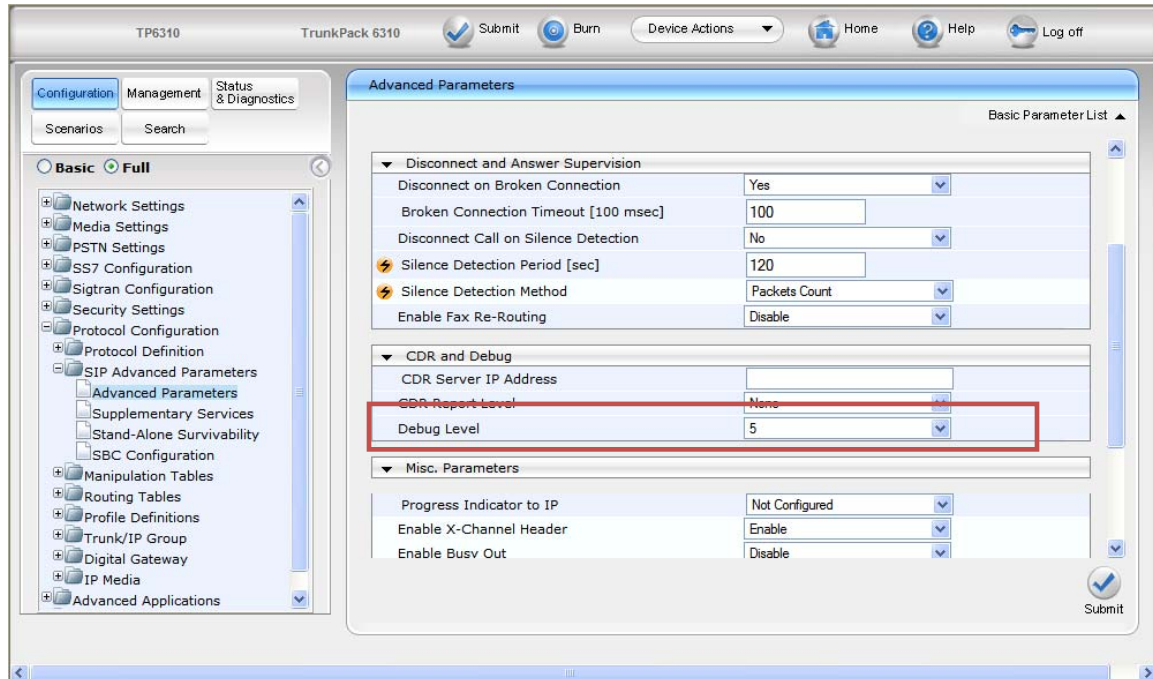 TP6310
TrunkPack 6310
Submit
Burn
Device Actions
Home
Help
Log off
Configuration
Management
Status
& Diagnostics
Scenarios
Search
Basic
Full
Network Settings
Media Settings
PSTN Settings
SS7 Configuration
Sigtran Configuration
Security Settings
Protocol Configuration
Protocol Definition
SIP Advanced Parameters
Advanced Parameters
Supplementary Services
Stand-Alone Survivability
SBC Configuration
Manipulation Tables
Routing Tables
Profile Definitions
Trunk/IP Group
Digital Gateway
IP Media
Advanced Applications
Advanced Parameters
Basic Parameter List
Disconnect and Answer Supervision
Disconnect on Broken Connection Yes
Broken Connection Timeout [100 msec] 100
Disconnect Call on Silence Detection No
Silence Detection Period [sec] 120
Silence Detection Method Packets Count
Enable Fax Re-Routing Disable
CDR and Debug
CDR Server IP Address
CDR Report Level None
Debug Level 5
Misc. Parameters
Progress Indicator to IP Not Configured
Enable X-Channel Header Enable
Enable Busy Out Disable
Submit